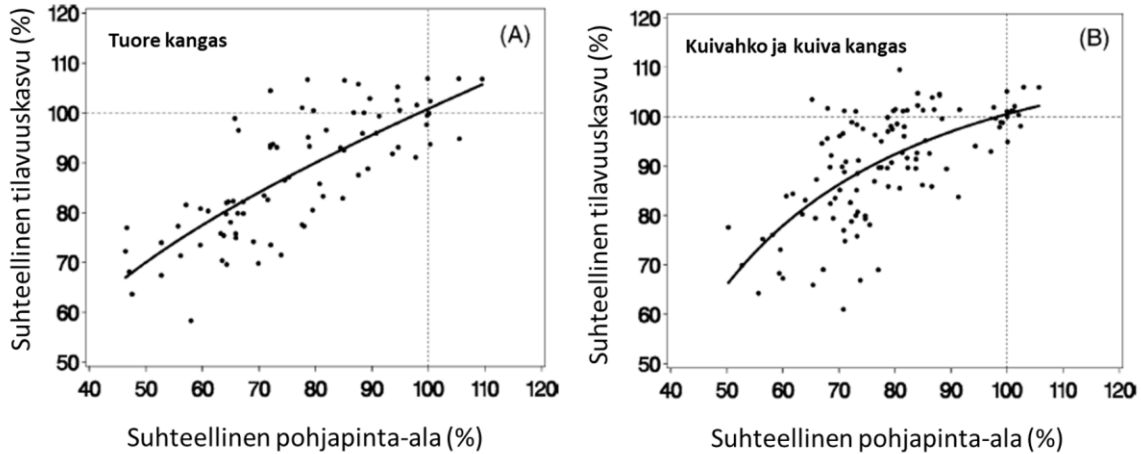 Suhteellinen tilavuuskasvu (%)
120
110
100
90
80
70
60
50
Tuore kangas
(A)
40 50 60 70 80 90 100 110 120
Suhteellinen pohjapinta-ala (%)
Suhteellinen tilavuuskasvu (%)
120
110
100
90
80
70
60
50
Kuivahko ja kuiva kangas
(B)
40 50 60 70 80 90 100 110 120
Suhteellinen pohjapinta-ala (%)